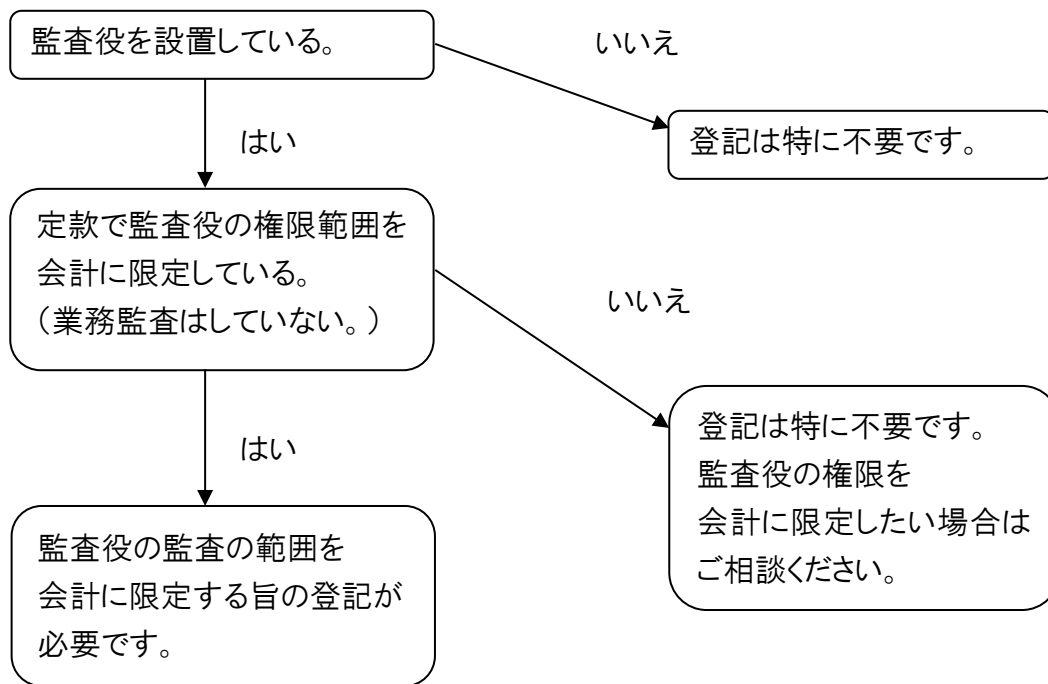 監査役を設置している。
いいえ
はい
登記は特に不要です。
定款で監査役の権限範囲を
会計に限定している。
（業務監査はしていない。）
いいえ
はい
登記は特に不要です。
監査役の権限を
会計に限定したい場合は
ご相談ください。
監査役の監査の範囲を
会計に限定する旨の登記が
必要です。